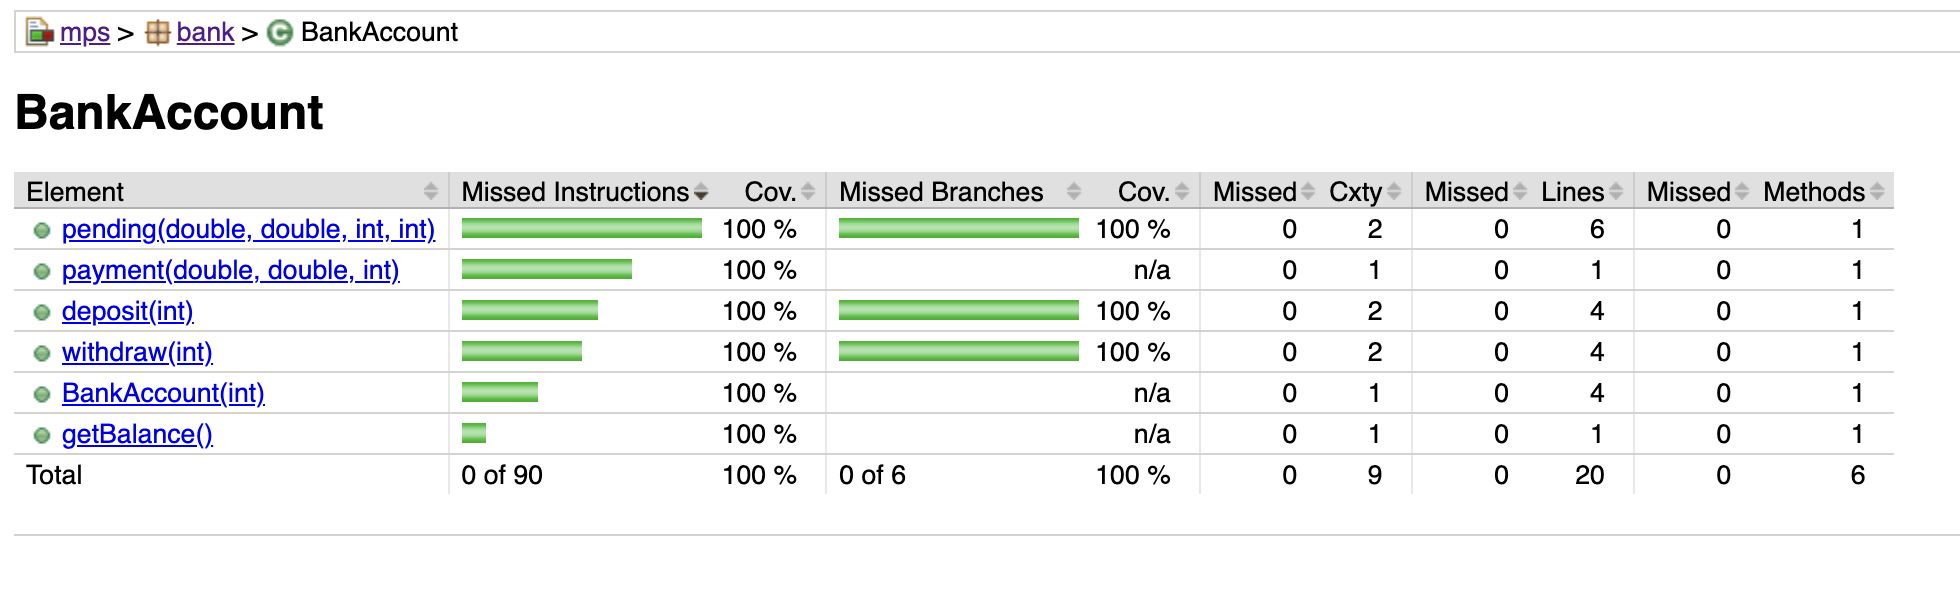 mps > bank > BankAccount
BankAccount
Element Missed Instructions Cov. Missed Branches Cov. Missed Cxty Missed Lines Missed Methods
pending(double, double, int, int) 100 % 100 % 0 2 0 6 0 1
payment(double, double, int) 100 % n/a 0 1 0 1 0 1
deposit(int) 100 % 100 % 0 2 0 4 0 1
withdraw(int) 100 % 100 % 0 2 0 4 0 1
BankAccount(int) 100 % n/a 0 1 0 4 0 1
getBalance() 100 % n/a 0 1 0 1 0 1
Total 0 of 90 100 % 0 of 6 100 % 0 9 0 20 0 6